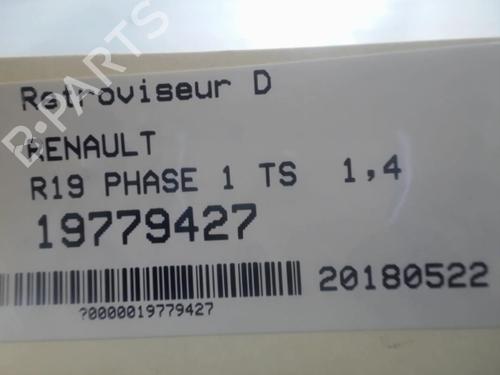 Retroviseur D
RENAULT
R19 PHASE 1 TS 1,4
19779427
20180522
?0000019779427
B-PARTS